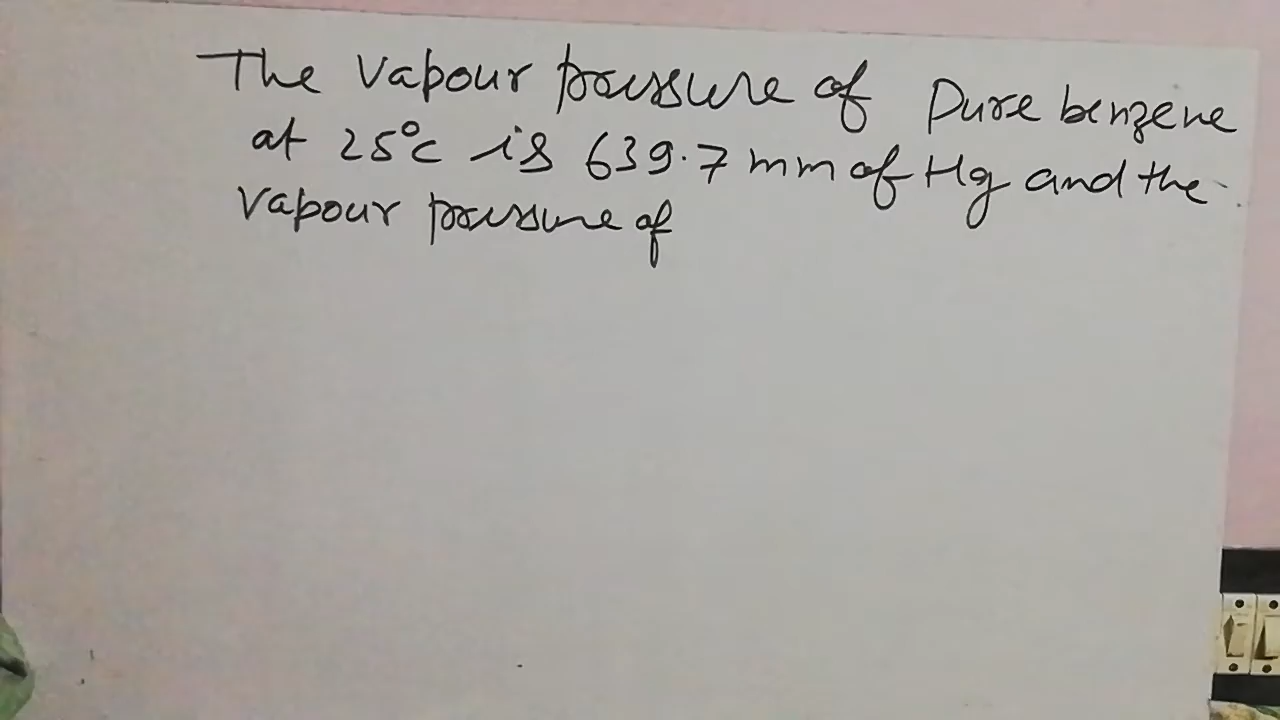 The vapour pressure of Pure benzene
at 25°c is 639.7 mm of Hg and the
vapour pressure of